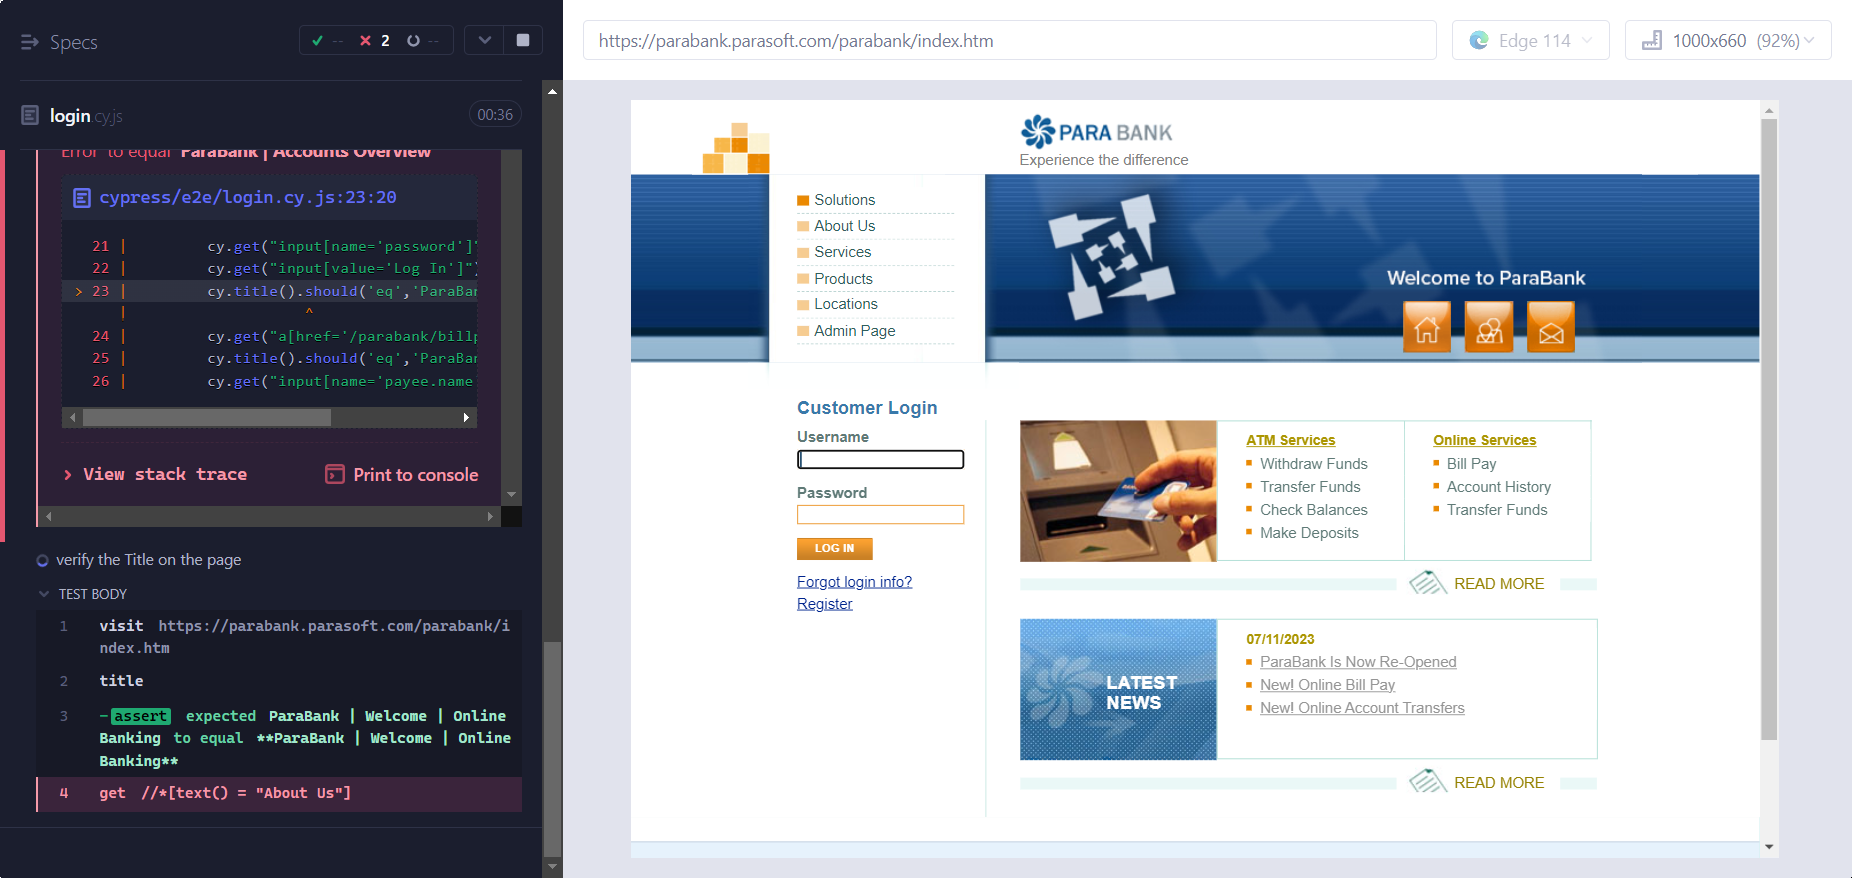 Specs
-- 2 --
login.cy.js
00:36
Error to equal ParaBank | Accounts Overview
cypress/e2e/login.cy.js:23:20
21 | cy.get("input[name='password']"
22 | cy.get("input[value='Log In']")
> 23 | cy.title().should('eq','ParaBan
| ^
24 | cy.get("a[href='/parabank/billp
25 | cy.title().should('eq','ParaBan
26 | cy.get("input[name='payee.name
View stack trace
Print to console
verify the Title on the page
TEST BODY
1 visit https://parabank.parasoft.com/parabank/i
ndex.htm
2 title
3 -assert expected ParaBank | Welcome | Online
Banking to equal **ParaBank | Welcome | Online
Banking**
4 get //*[text() = "About Us"]
https://parabank.parasoft.com/parabank/index.htm
Edge 114
1000x660 (92%)
PARA BANK
Experience the difference
Solutions
About Us
Services
Products
Locations
Admin Page
Welcome to ParaBank
Customer Login
Username
Password
LOG IN
Forgot login info?
Register
ATM Services
Withdraw Funds
Transfer Funds
Check Balances
Make Deposits
Online Services
Bill Pay
Account History
Transfer Funds
READ MORE
LATEST
NEWS
07/11/2023
ParaBank Is Now Re-Opened
New! Online Bill Pay
New! Online Account Transfers
READ MORE